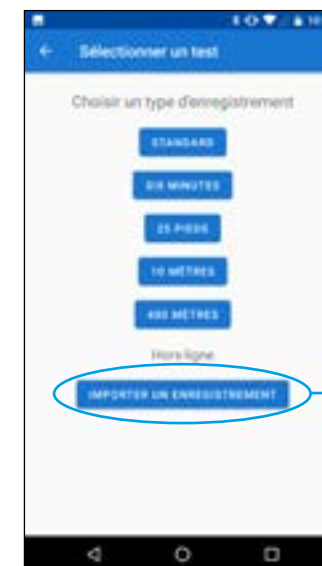 Sélectionner un test
Choisir un type d'enregistrement
STANDARD
SIX MINUTES
25 PIEDS
10 MÈTRES
400 MÈTRES
Hors ligne
IMPORTER UN ENREGISTREMENT